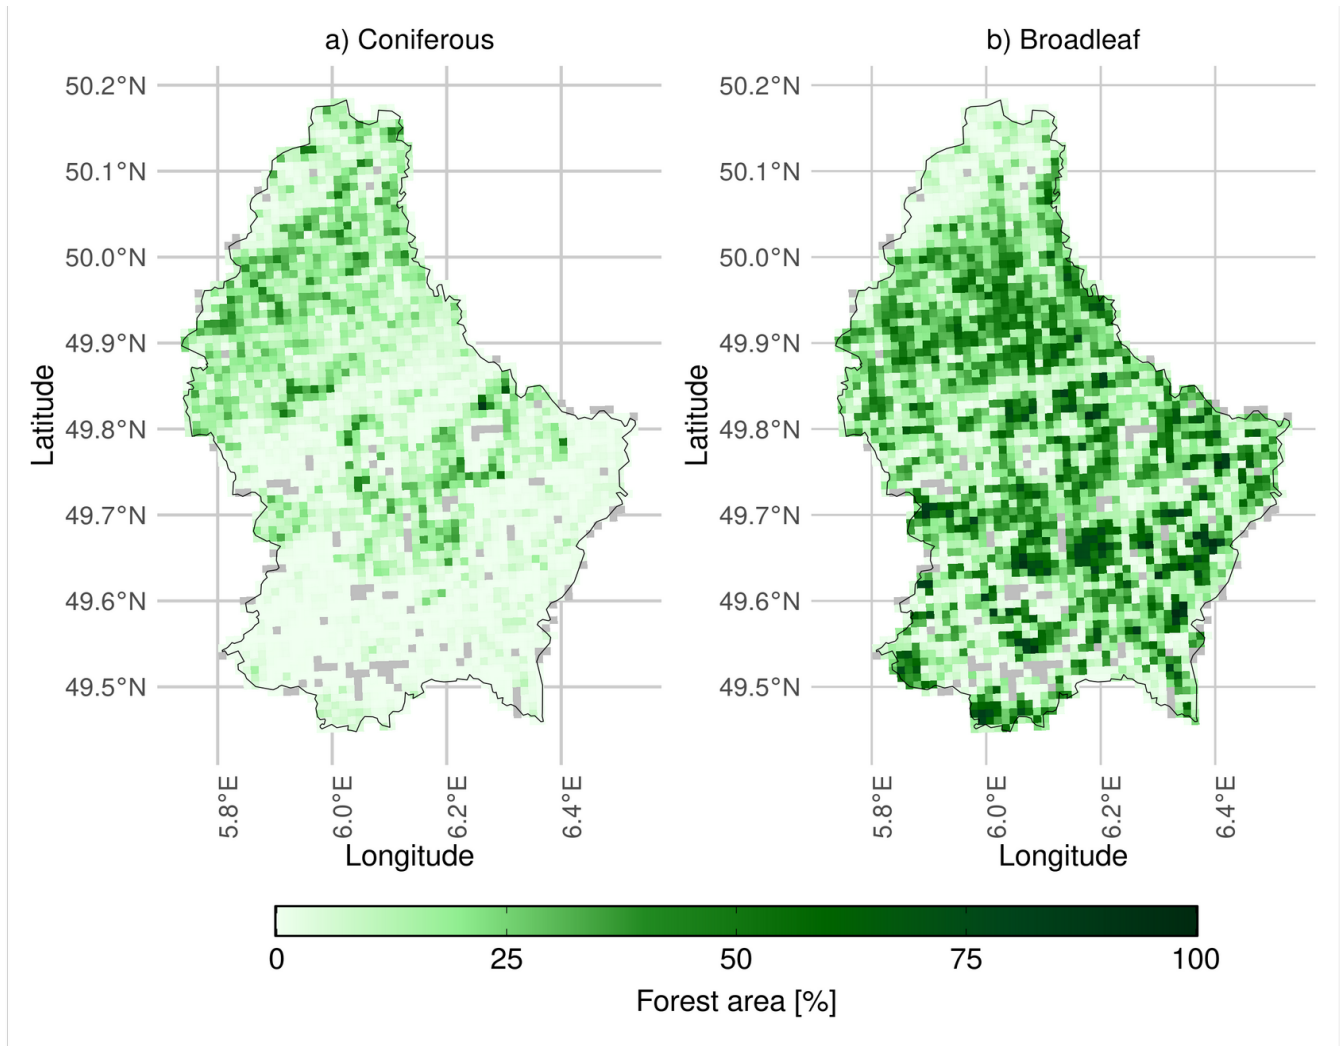 a) Coniferous
b) Broadleaf
50.2°N
50.1°N
50.0°N
49.9°N
49.8°N
49.7°N
49.6°N
49.5°N
Latitude
5.8°E
6.0°E
6.2°E
6.4°E
Longitude
50.2°N
50.1°N
50.0°N
49.9°N
49.8°N
49.7°N
49.6°N
49.5°N
Latitude
5.8°E
6.0°E
6.2°E
6.4°E
Longitude
0 25 50 75 100
Forest area [%]